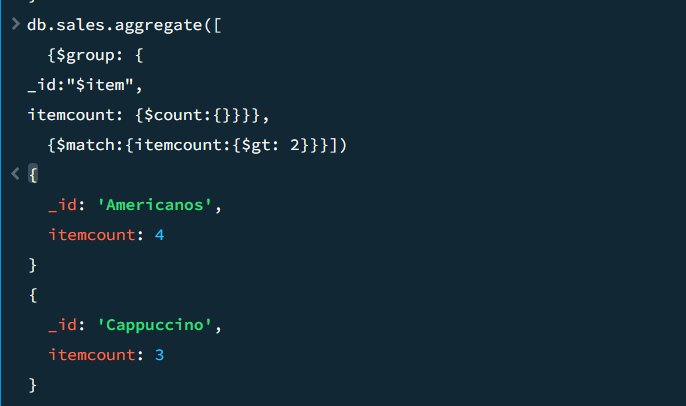 > db.sales.aggregate([
{$group: {
_id:"$item",
itemcount: {$count:{}}}},
{$match:{itemcount:{$gt: 2}}}])
< {
_id: 'Americanos',
itemcount: 4
}
{
_id: 'Cappuccino',
itemcount: 3
}